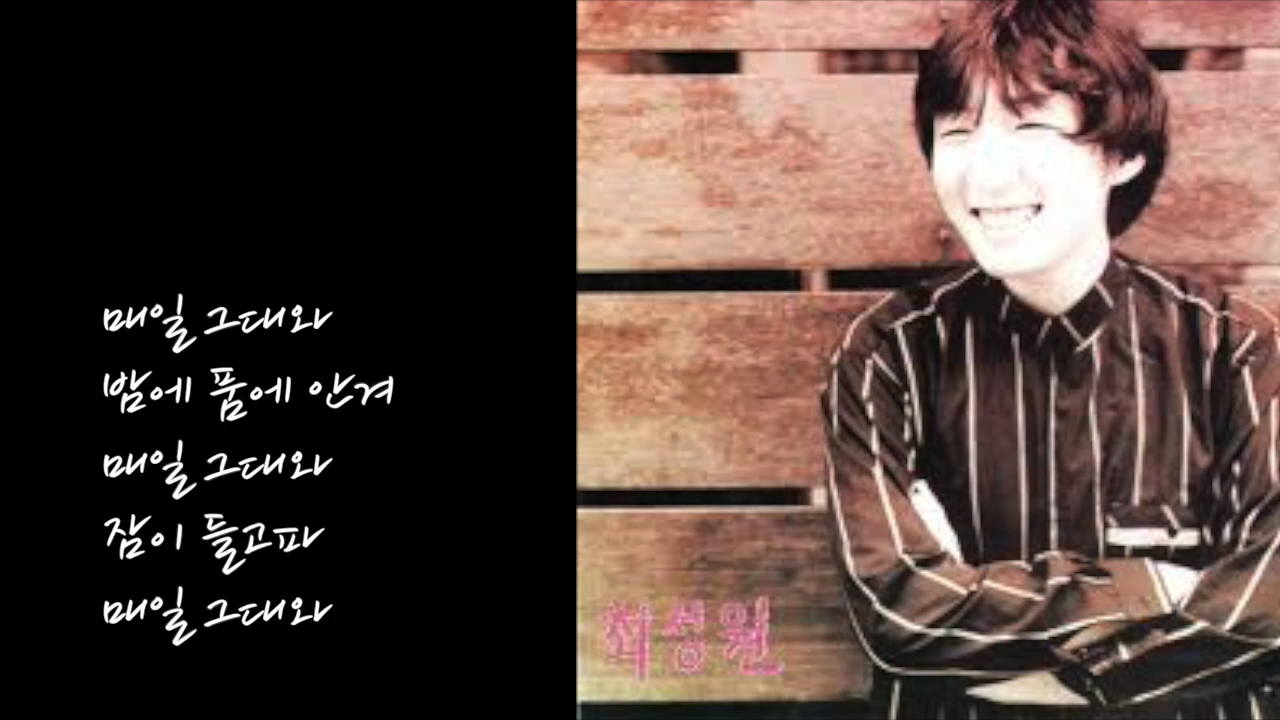 매일 그대와
밤에 품에 안겨
매일 그대와
잠이 들고파
매일 그대와
최성원